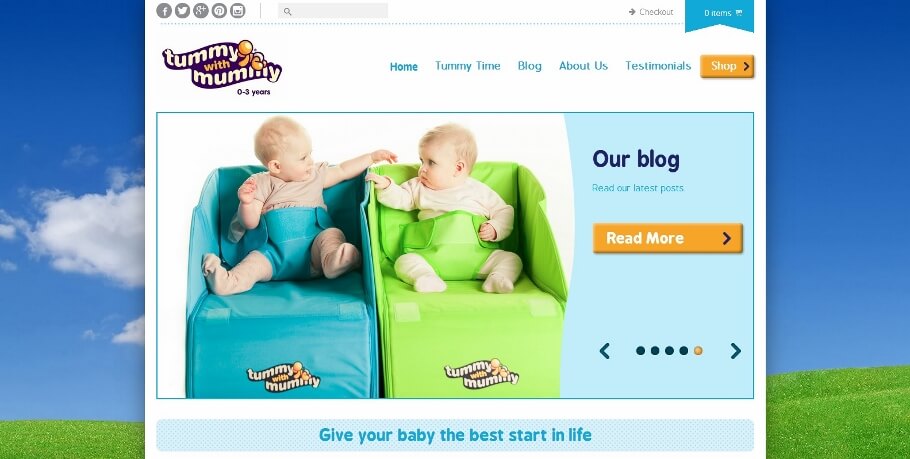 Checkout
0 items
tummy
with
mummy
0-3 years
Home Tummy Time Blog About Us Testimonials Shop
Our blog
Read our latest posts.
Read More
tummy
with
mummy
tummy
with
mummy
Give your baby the best start in life